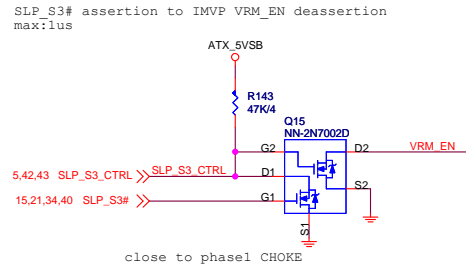 SLP_S3# assertion to IMVP VRM_EN deassertion
max:1us
ATX_5VSB
R143
47K/4
Q15
NN-2N7002D
G2
D2
VRM_EN
5,42,43 SLP_S3_CTRL
SLP_S3_CTRL
D1
S2
15,21,34,40 SLP_S3#
G1
S1
close to phase1 CHOKE